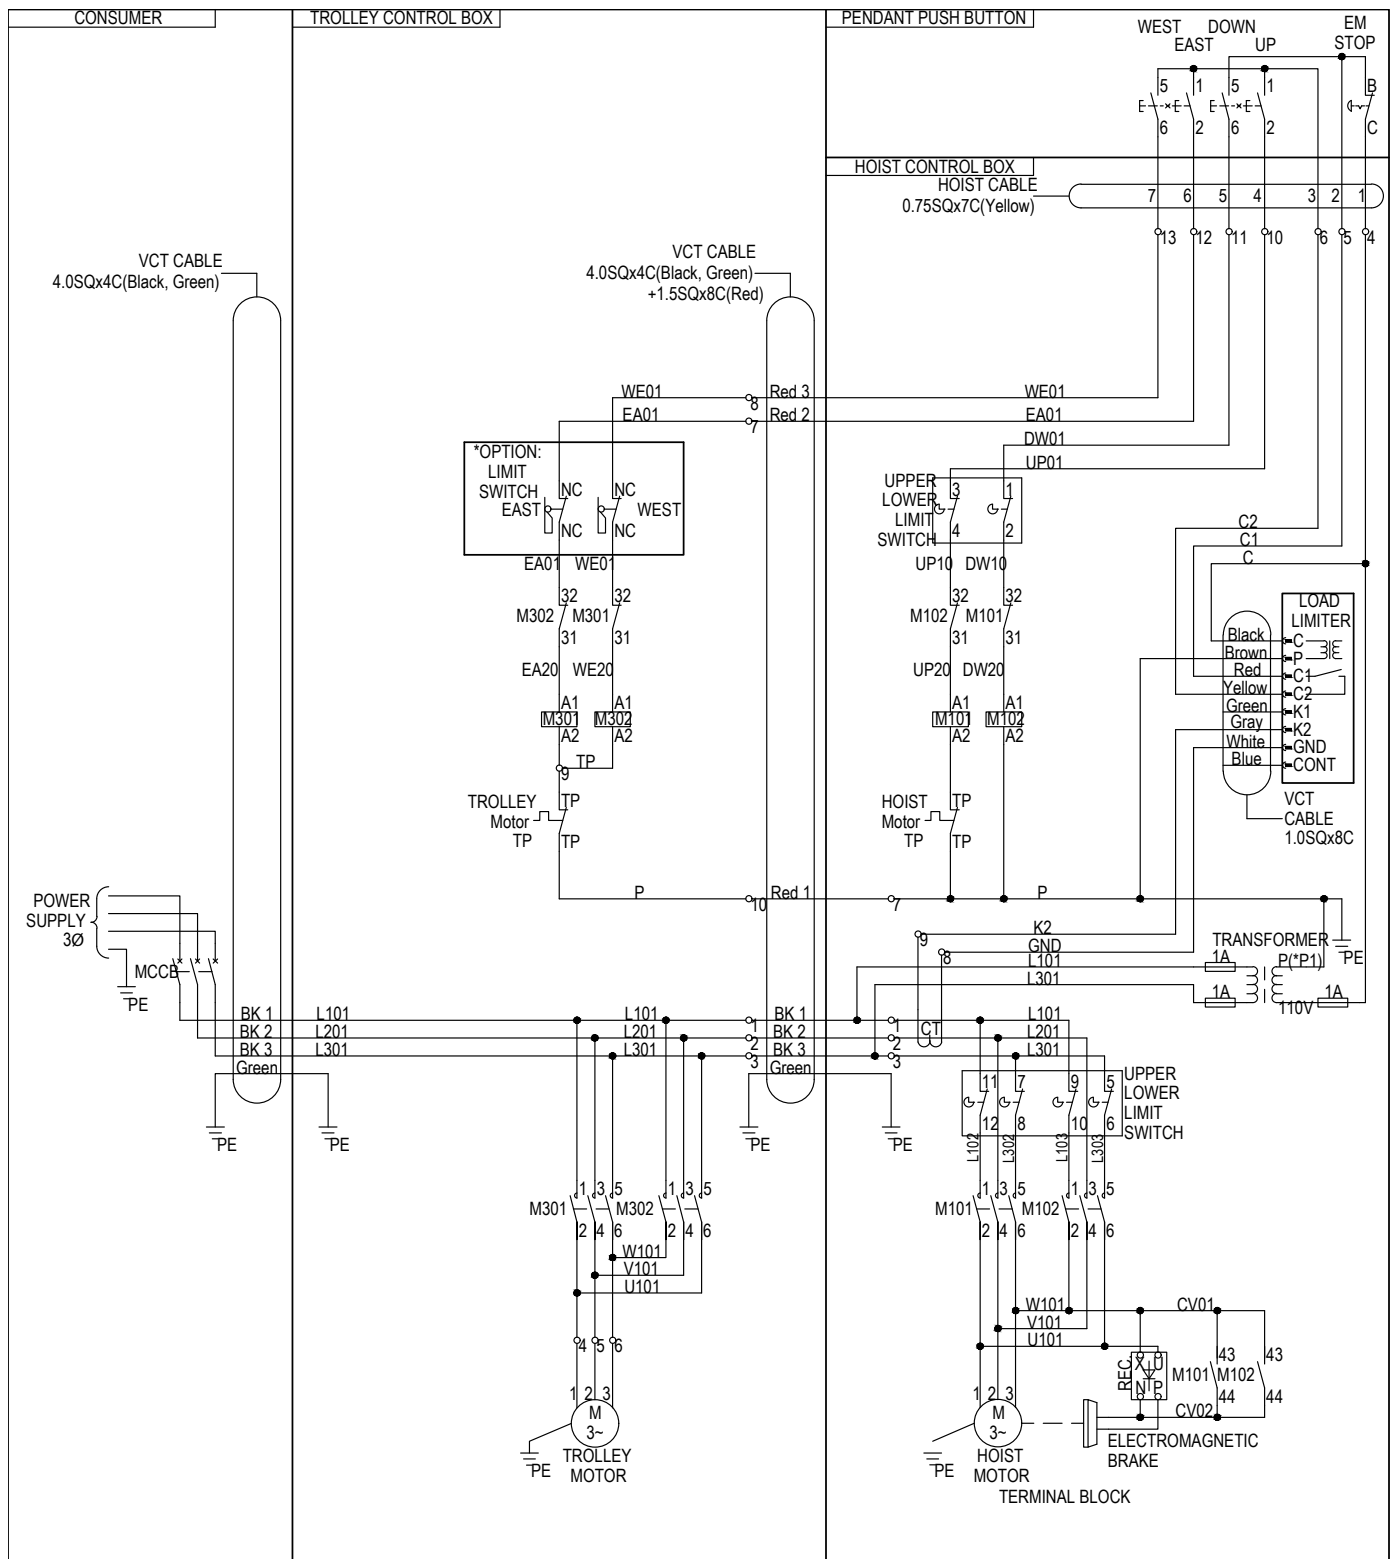 CONSUMER
TROLLEY CONTROL BOX
PENDANT PUSH BUTTON
WEST
DOWN
EM
STOP
EAST
UP
5
1
5
1
B
6
2
6
2
C
HOIST CONTROL BOX
HOIST CABLE
0.75SQx7C(Yellow)
7
6
5
4
3
2
1
13
12
11
10
6
5
4
VCT CABLE
4.0SQx4C(Black, Green)
VCT CABLE
4.0SQx4C(Black, Green)
+1.5SQx8C(Red)
WE01
8
Red 3
WE01
EA01
7
Red 2
EA01
DW01
UP01
*OPTION:
LIMIT
SWITCH
EAST
NC
NC
WEST
NC
NC
UPPER
LOWER
LIMIT
SWITCH
3
1
4
2
EA01
WE01
UP10
DW10
C2
C1
C
32
32
M302
M301
31
31
32
32
M102
M101
31
31
EA20
WE20
UP20
DW20
LOAD
LIMITER
Black
C
Brown
P
Red
C1
Yellow
C2
Green
K1
Gray
K2
White
GND
Blue
CONT
A1
A1
M301
M302
A2
A2
A1
A1
M101
M102
A2
A2
TP
9
TROLLEY
Motor
TP
TP
TP
HOIST
Motor
TP
TP
TP
VCT
CABLE
1.0SQx8C
P
10
Red 1
7
P
POWER
SUPPLY
3Ø
MCCB
PE
9
K2
8
GND
L101
L301
TRANSFORMER
1A
P(*P1)
PE
1A
110V
1A
BK 1
L101
L101
1
BK 1
1
CT
L101
BK 2
L201
L201
2
BK 2
2
L201
BK 3
L301
L301
3
BK 3
3
L301
Green
Green
PE
PE
PE
PE
11
7
9
5
12
8
10
6
UPPER
LOWER
LIMIT
SWITCH
L102
L302
L103
L303
M301
1
3
5
M302
1
3
5
2
4
6
2
4
6
M101
1
3
5
M102
1
3
5
2
4
6
2
4
6
W101
V101
U101
W101
CV01
V101
U101
4
5
6
REC
X
U
N
P
M101
43
M102
43
44
44
CV02
1
2
3
M
3~
PE
TROLLEY
MOTOR
1
2
3
M
3~
PE
HOIST
MOTOR
ELECTROMAGNETIC
BRAKE
TERMINAL BLOCK